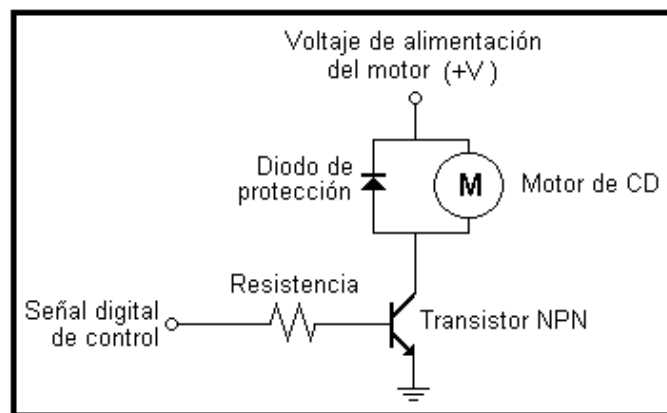 Voltaje de alimentación
del motor (+V)
Diodo de
protección
M
Motor de CD
Resistencia
Señal digital
de control
Transistor NPN